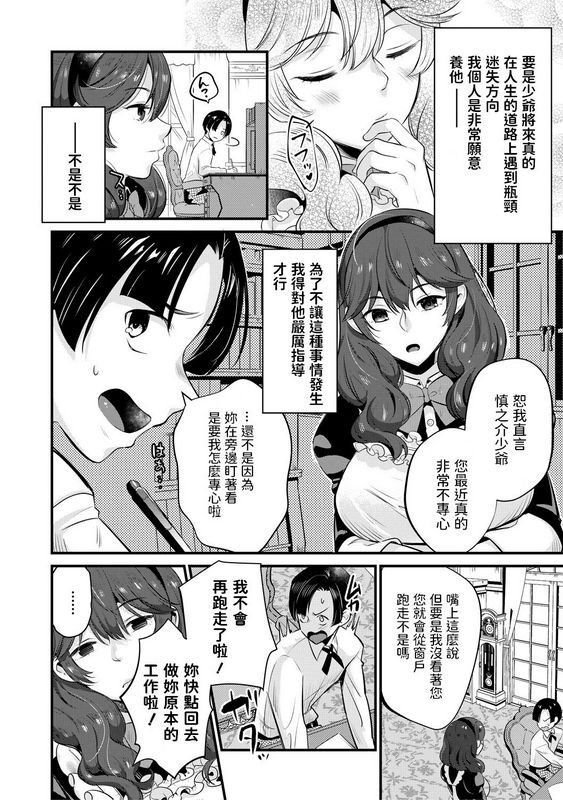 要是少爺將來真的
在人生的道路上遇到瓶頸
迷失方向
我個人是非常願意
養他——
ん?
——不是不是
為了不讓這種事情發生
我得對他嚴厲指導
才行
恕我直言
慎之介少爺
您最近真的
非常不專心
…還不是因為
妳在旁邊盯著看
是要我怎麼專心啦
はぁ…
嘴上這麼說
但要是我沒看著您
您就會從窗戶
跑走不是嗎
我不會
再跑走了啦!
妳快點回去
做妳原本的
工作啦!
……